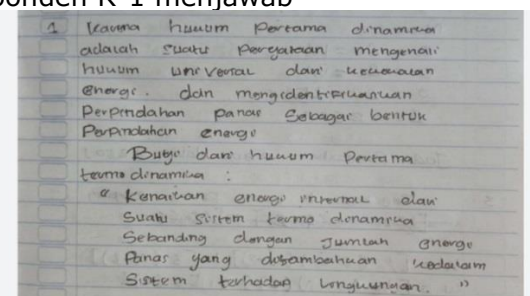 ponden K-1 menjawab
1 Karena hukum Pertama dinamika
adalah suatu Pernyataan mengenai
hukum universal dari kekekalan
energi. dan mengidentifikasikan
Perpindahan panas Sebagai bentuk
Perpindahan energi
Bunyi dari hukum Pertama
termo dinamika :
" Kenaikan energi internal dari
Suatu Sistem termo dinamika
Sebanding dengan Jumlah energi
Panas yang ditambahkan kedalam
Sistem terhadap lingkungan. "